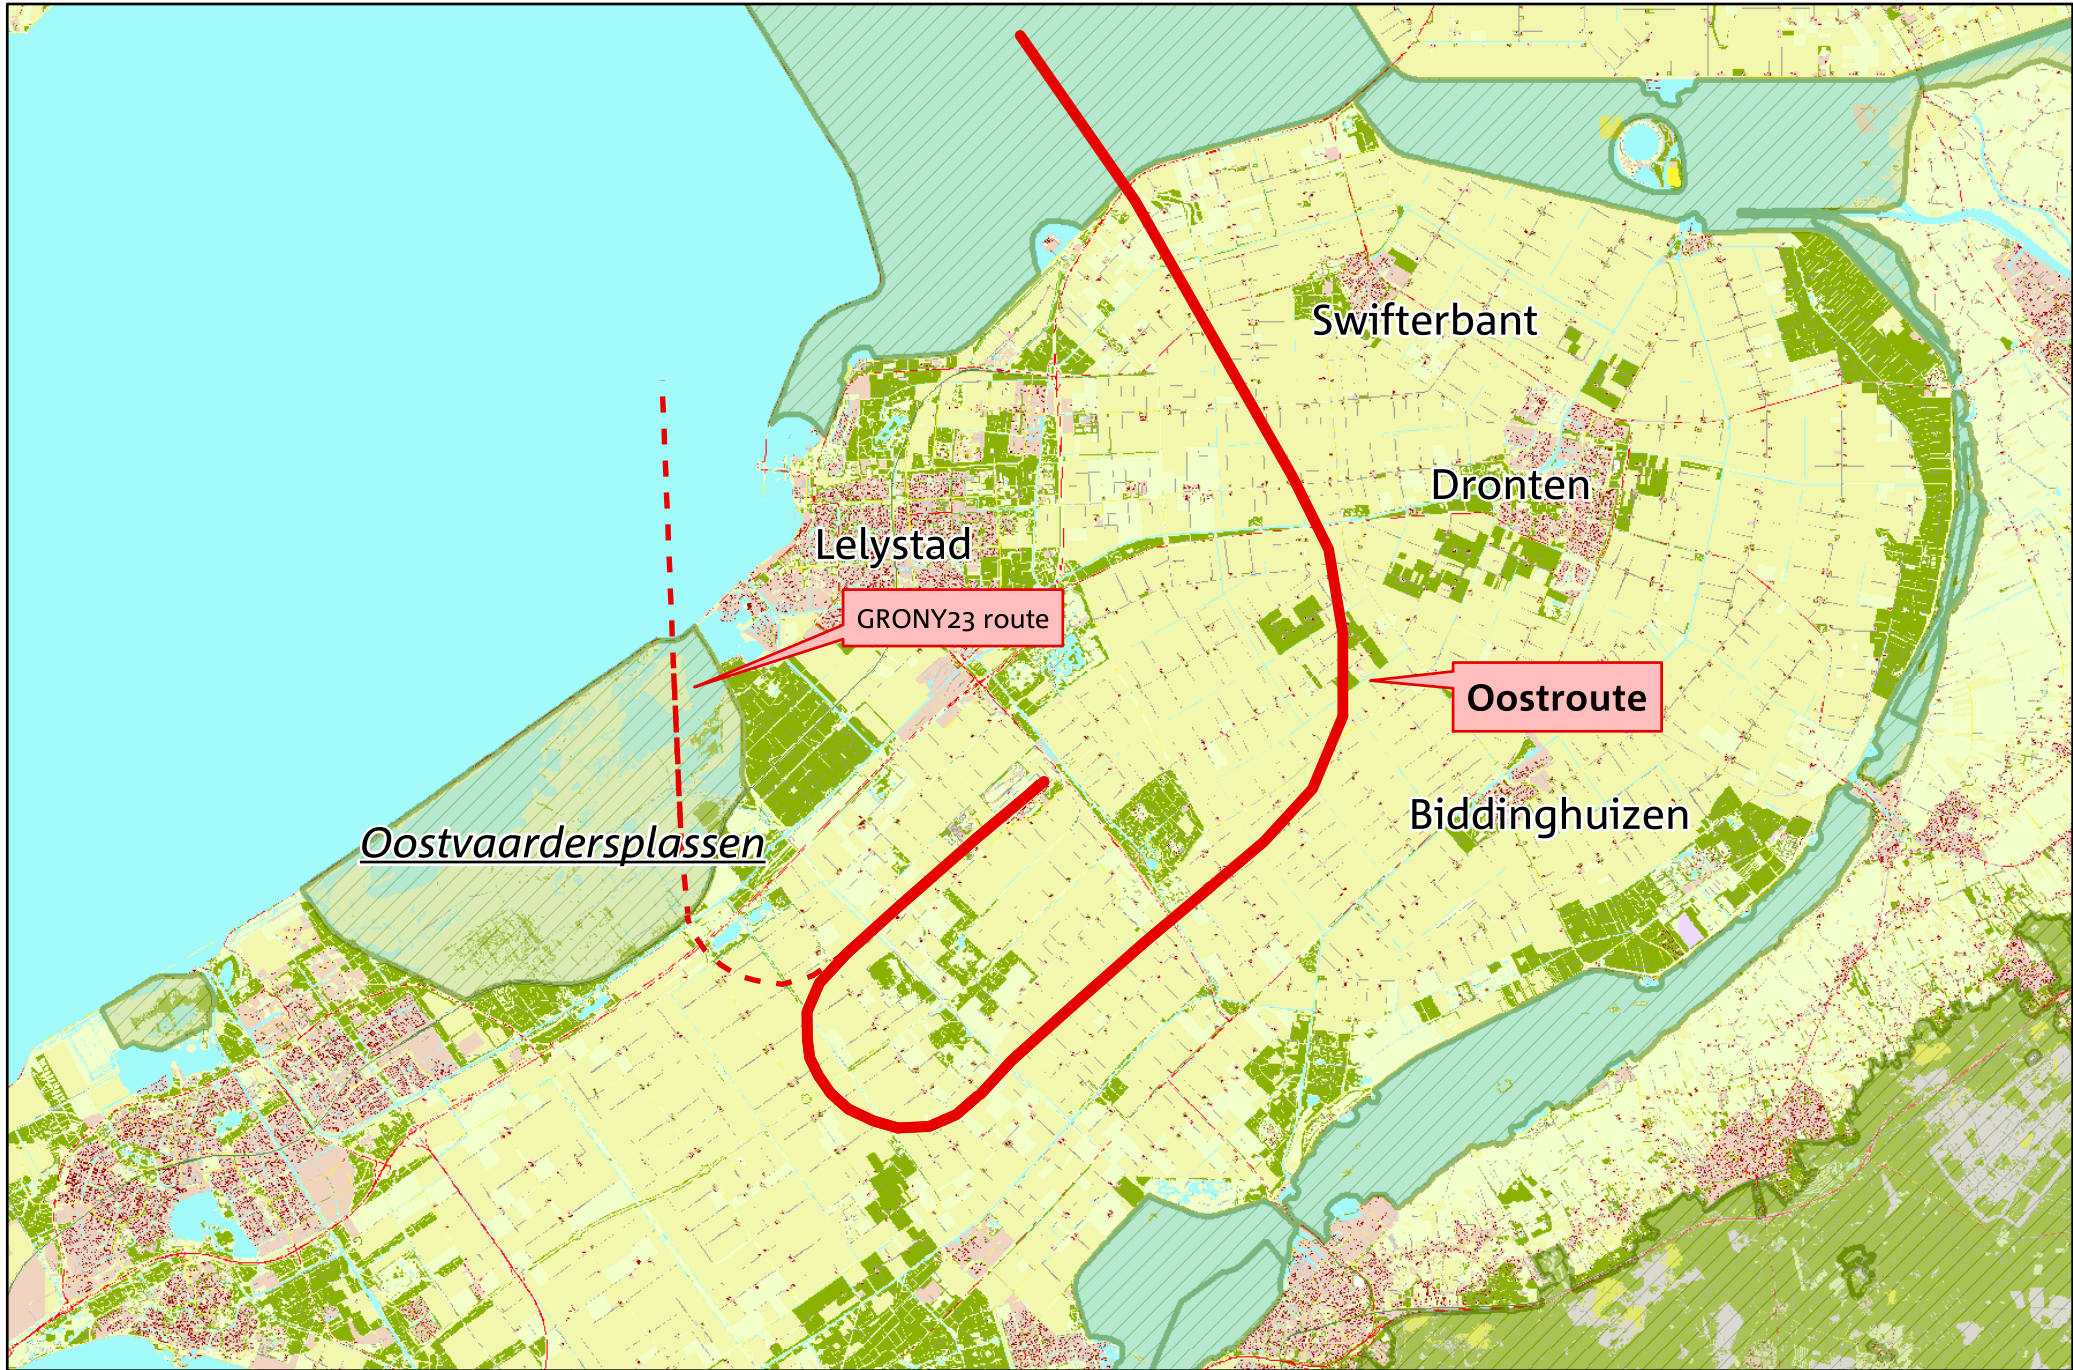 Swifterbant
Dronten
Lelystad
GRONY23 route
Oostroute
Biddinghuizen
Oostvaardersplassen